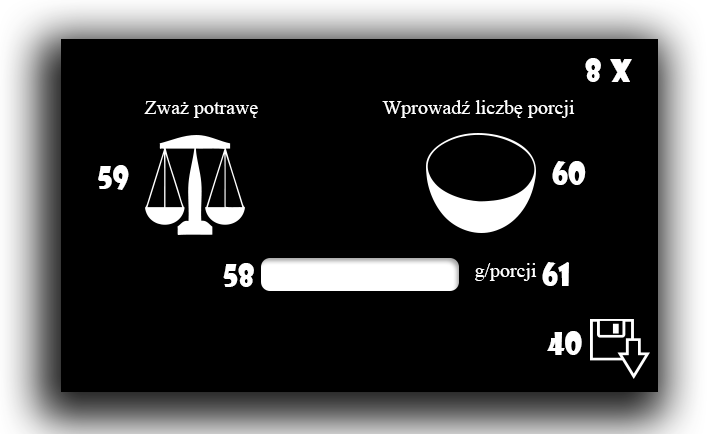 8 X
Zważ potrawę
Wprowadź liczbę porcji
59
60
58
g/porcji 61
40